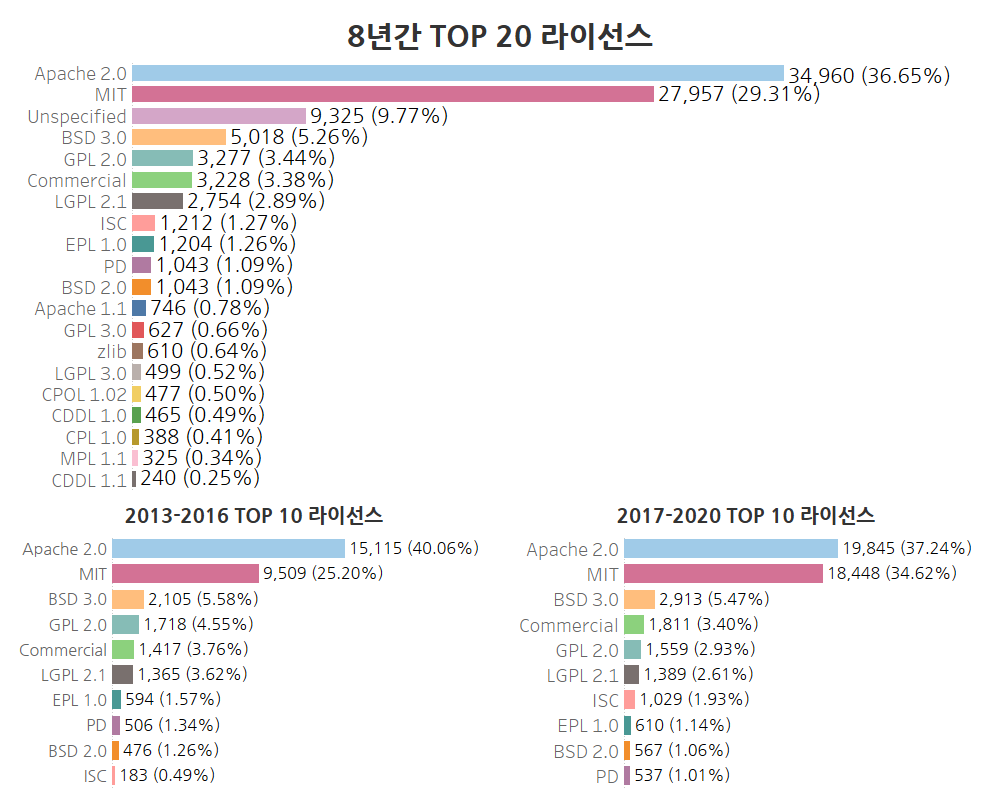 8년간 TOP 20 라이선스
Apache 2.0 34,960 (36.65%)
MIT 27,957 (29.31%)
Unspecified 9,325 (9.77%)
BSD 3.0 5,018 (5.26%)
GPL 2.0 3,277 (3.44%)
Commercial 3,228 (3.38%)
LGPL 2.1 2,754 (2.89%)
ISC 1,212 (1.27%)
EPL 1.0 1,204 (1.26%)
PD 1,043 (1.09%)
BSD 2.0 1,043 (1.09%)
Apache 1.1 746 (0.78%)
GPL 3.0 627 (0.66%)
zlib 610 (0.64%)
LGPL 3.0 499 (0.52%)
CPOL 1.02 477 (0.50%)
CDDL 1.0 465 (0.49%)
CPL 1.0 388 (0.41%)
MPL 1.1 325 (0.34%)
CDDL 1.1 240 (0.25%)
2013-2016 TOP 10 라이선스
Apache 2.0 15,115 (40.06%)
MIT 9,509 (25.20%)
BSD 3.0 2,105 (5.58%)
GPL 2.0 1,718 (4.55%)
Commercial 1,417 (3.76%)
LGPL 2.1 1,365 (3.62%)
EPL 1.0 594 (1.57%)
PD 506 (1.34%)
BSD 2.0 476 (1.26%)
ISC 183 (0.49%)
2017-2020 TOP 10 라이선스
Apache 2.0 19,845 (37.24%)
MIT 18,448 (34.62%)
BSD 3.0 2,913 (5.47%)
Commercial 1,811 (3.40%)
GPL 2.0 1,559 (2.93%)
LGPL 2.1 1,389 (2.61%)
ISC 1,029 (1.93%)
EPL 1.0 610 (1.14%)
BSD 2.0 567 (1.06%)
PD 537 (1.01%)